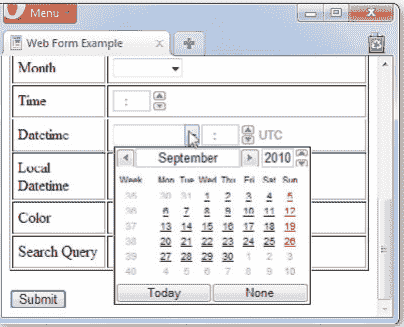 Menu
Web Form Example
Month
Time :
Datetime : UTC
Local Datetime
Color
Search Query
September 2010
Week Mon Tue Wed Thu Fri Sat Sun
35 30 31 1 2 3 4 5
36 6 7 8 9 10 11 12
37 13 14 15 16 17 18 19
38 20 21 22 23 24 25 26
39 27 28 29 30 1 2 3
40 4 5 6 7 8 9 10
Today None
Submit